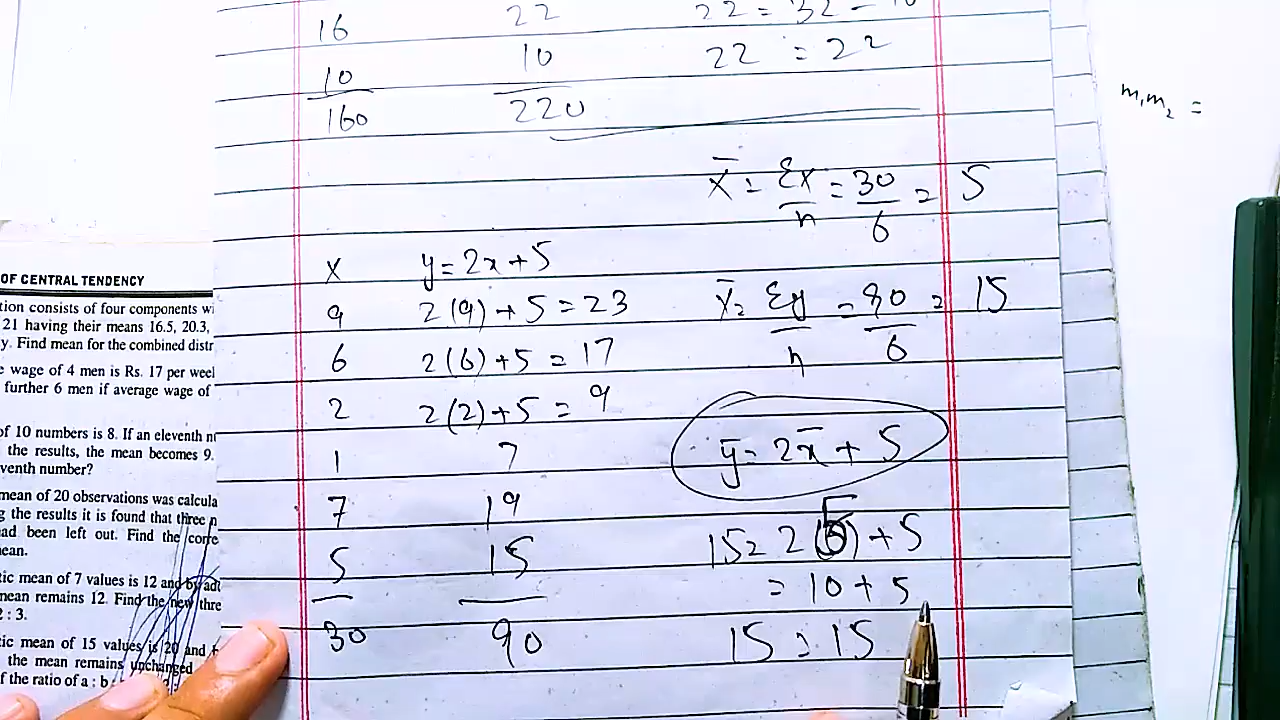 16 22 22 = 32 - 10
10 10 22 = 22
160 220
m₁m₂ =
x̄ = Σx/n = 30/6 = 5
x y = 2x + 5
9 2(9) + 5 = 23 ȳ = Σy/n = 90/6 = 15
6 2(6) + 5 = 17
2 2(2) + 5 = 9
1 7 ȳ = 2x̄ + 5
7 19
5 15 15 = 2(5) + 5
= 10 + 5
30 90 15 = 15
OF CENTRAL TENDENCY
tion consists of four components wi
21 having their means 16.5, 20.3,
y. Find mean for the combined distr
e wage of 4 men is Rs. 17 per weel
further 6 men if average wage of
of 10 numbers is 8. If an eleventh n
the results, the mean becomes 9.
venth number?
mean of 20 observations was calcula
g the results it is found that three n
ad been left out. Find the corre
ean.
tic mean of 7 values is 12 and by add
mean remains 12. Find the new thre
2 : 3.
tic mean of 15 values is 20 and
the mean remains unchanged
f the ratio of a : b